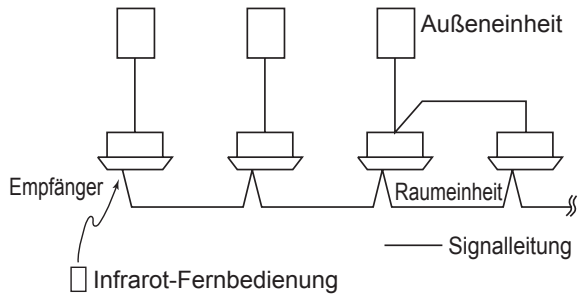 Außeneinheit
Empfänger
Raumeinheit
Signalleitung
Infrarot-Fernbedienung